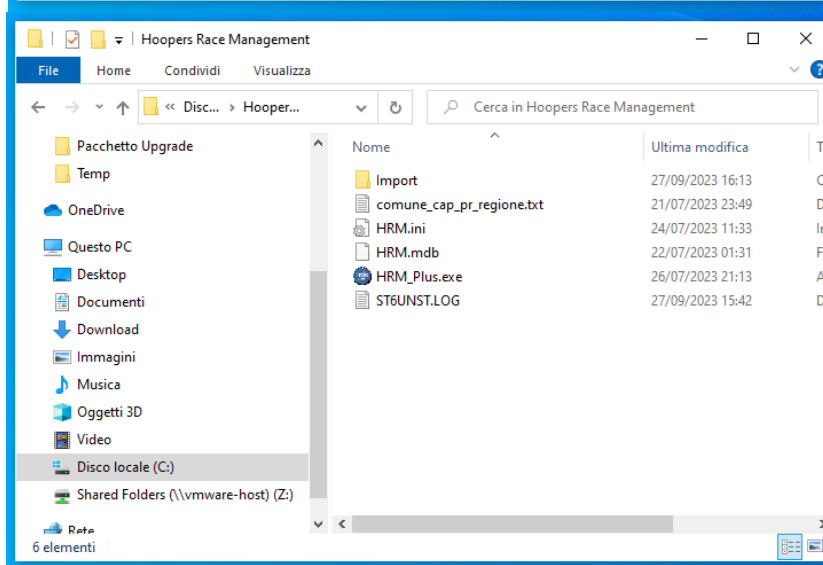 Hoopers Race Management
File Home Condividi Visualizza
« Disc... › Hooper... Cerca in Hoopers Race Management
Pacchetto Upgrade
Temp
OneDrive
Questo PC
Desktop
Documenti
Download
Immagini
Musica
Oggetti 3D
Video
Disco locale (C:)
Shared Folders (\\vmware-host) (Z:)
Rete
Nome Ultima modifica T
Import 27/09/2023 16:13 C
comune_cap_pr_regione.txt 21/07/2023 23:49 D
HRM.ini 24/07/2023 11:33 In
HRM.mdb 22/07/2023 01:31 F
HRM_Plus.exe 26/07/2023 21:13 A
ST6UNST.LOG 27/09/2023 15:42 D
6 elementi